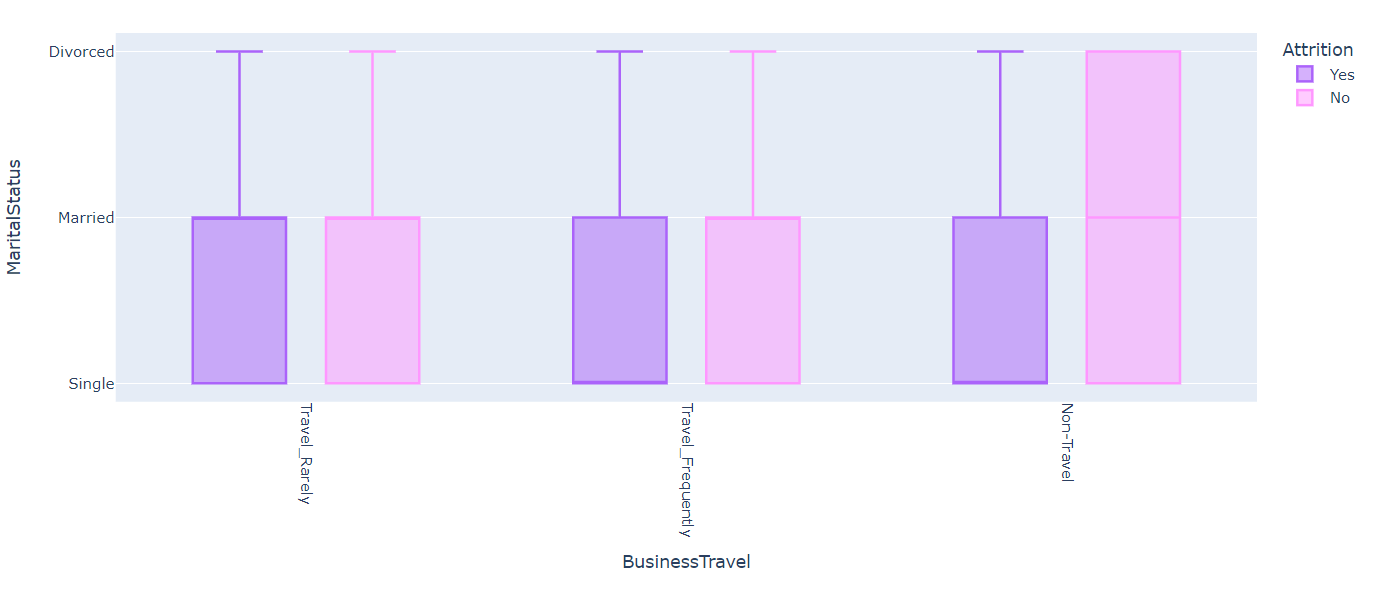 Divorced
Married
Single
MaritalStatus
Travel_Rarely
Travel_Frequently
Non-Travel
BusinessTravel
Attrition
Yes
No